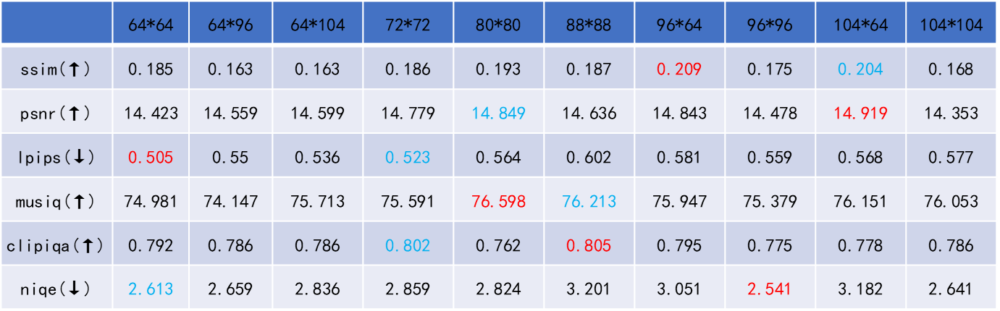 64*64 64*96 64*104 72*72 80*80 88*88 96*64 96*96 104*64 104*104
ssim(↑) 0.185 0.163 0.163 0.186 0.193 0.187 0.209 0.175 0.204 0.168
psnr(↑) 14.423 14.559 14.599 14.779 14.849 14.636 14.843 14.478 14.919 14.353
lpips(↓) 0.505 0.55 0.536 0.523 0.564 0.602 0.581 0.559 0.568 0.577
musiq(↑) 74.981 74.147 75.713 75.591 76.598 76.213 75.947 75.379 76.151 76.053
clipiqa(↑) 0.792 0.786 0.786 0.802 0.762 0.805 0.795 0.775 0.778 0.786
niqe(↓) 2.613 2.659 2.836 2.859 2.824 3.201 3.051 2.541 3.182 2.641